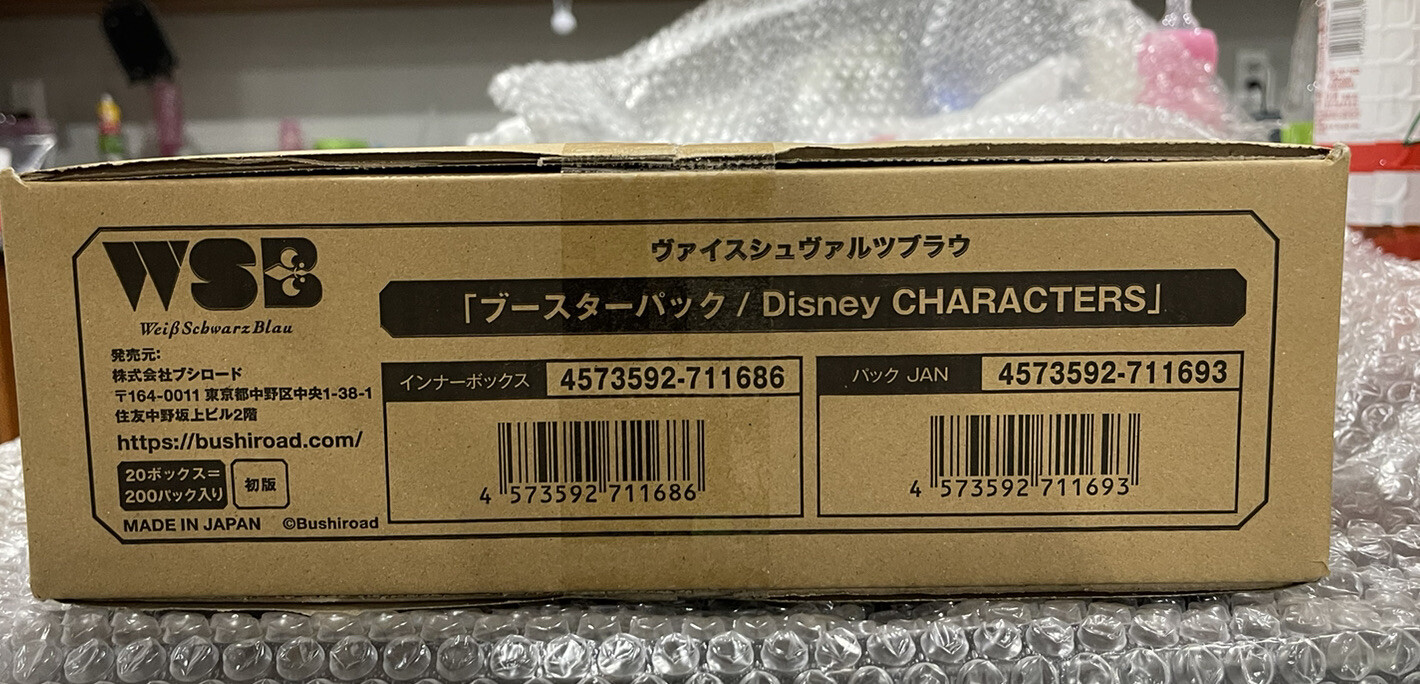 WSB
Weiß Schwarz Blau
発売元:
株式会社ブシロード
〒164-0011 東京都中野区中央1-38-1
住友中野坂上ビル2階
https://bushiroad.com/
20ボックス=
200パック入り
初版
MADE IN JAPAN ©Bushiroad
ヴァイスシュヴァルツブラウ
「ブースターパック / Disney CHARACTERS」
インナーボックス 4573592-711686
4 573592 711686
パック JAN 4573592-711693
4 573592 711693